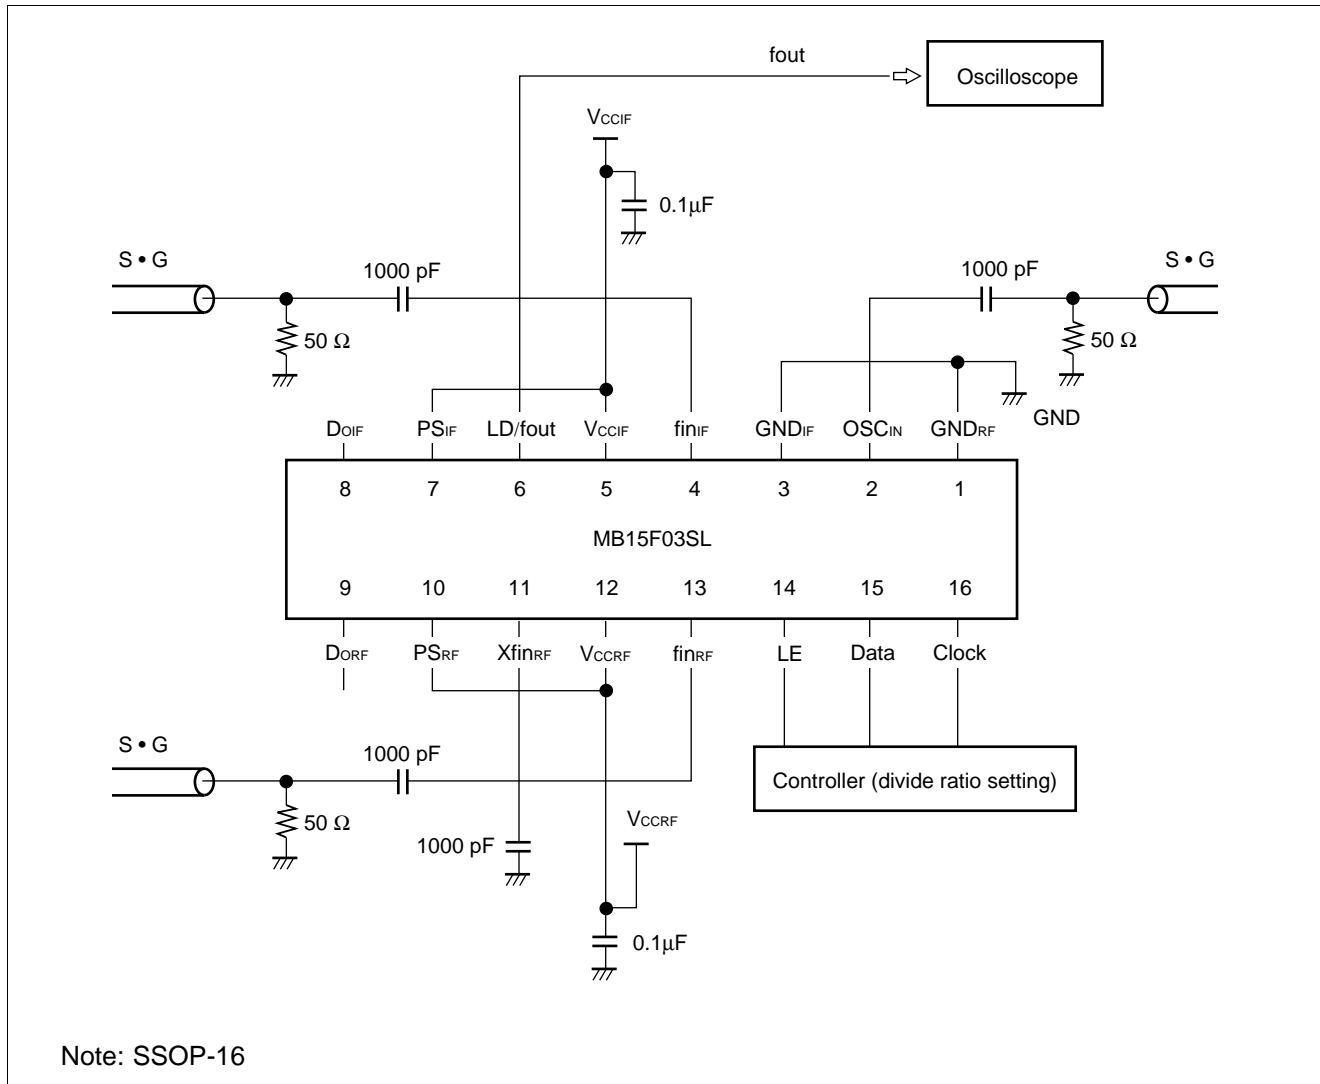 fout
Oscilloscope
VCCIF
0.1μF
S • G
1000 pF
1000 pF
S • G
50 Ω
50 Ω
GND
DOIF PSIF LD/fout VCCIF finIF GNDIF OSCIN GNDRF
8 7 6 5 4 3 2 1
MB15F03SL
9 10 11 12 13 14 15 16
DORF PSRF XfinRF VCCRF finRF LE Data Clock
S • G
1000 pF
Controller (divide ratio setting)
50 Ω
VCCRF
1000 pF
0.1μF
Note: SSOP-16